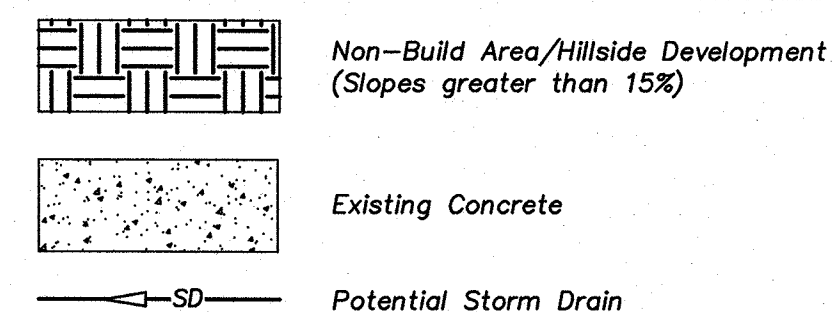 Non-Build Area/Hillside Development
(Slopes greater than 15%)
Existing Concrete
SD Potential Storm Drain